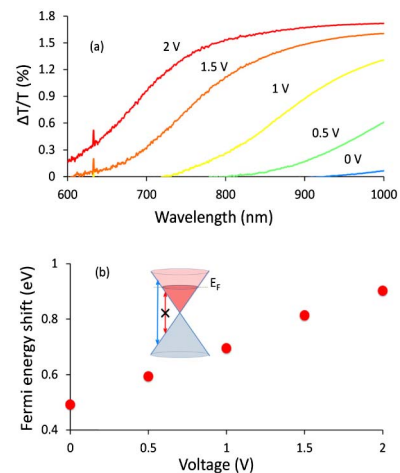 1.8
1.5
1.2
0.9
0.6
0.3
0
ΔT/T (%)
(a)
2 V
1.5 V
1 V
0.5 V
0 V
600 700 800 900 1000
Wavelength (nm)
1
0.8
0.6
0.4
Fermi energy shift (eV)
(b)
E_F
0 0.5 1 1.5 2
Voltage (V)